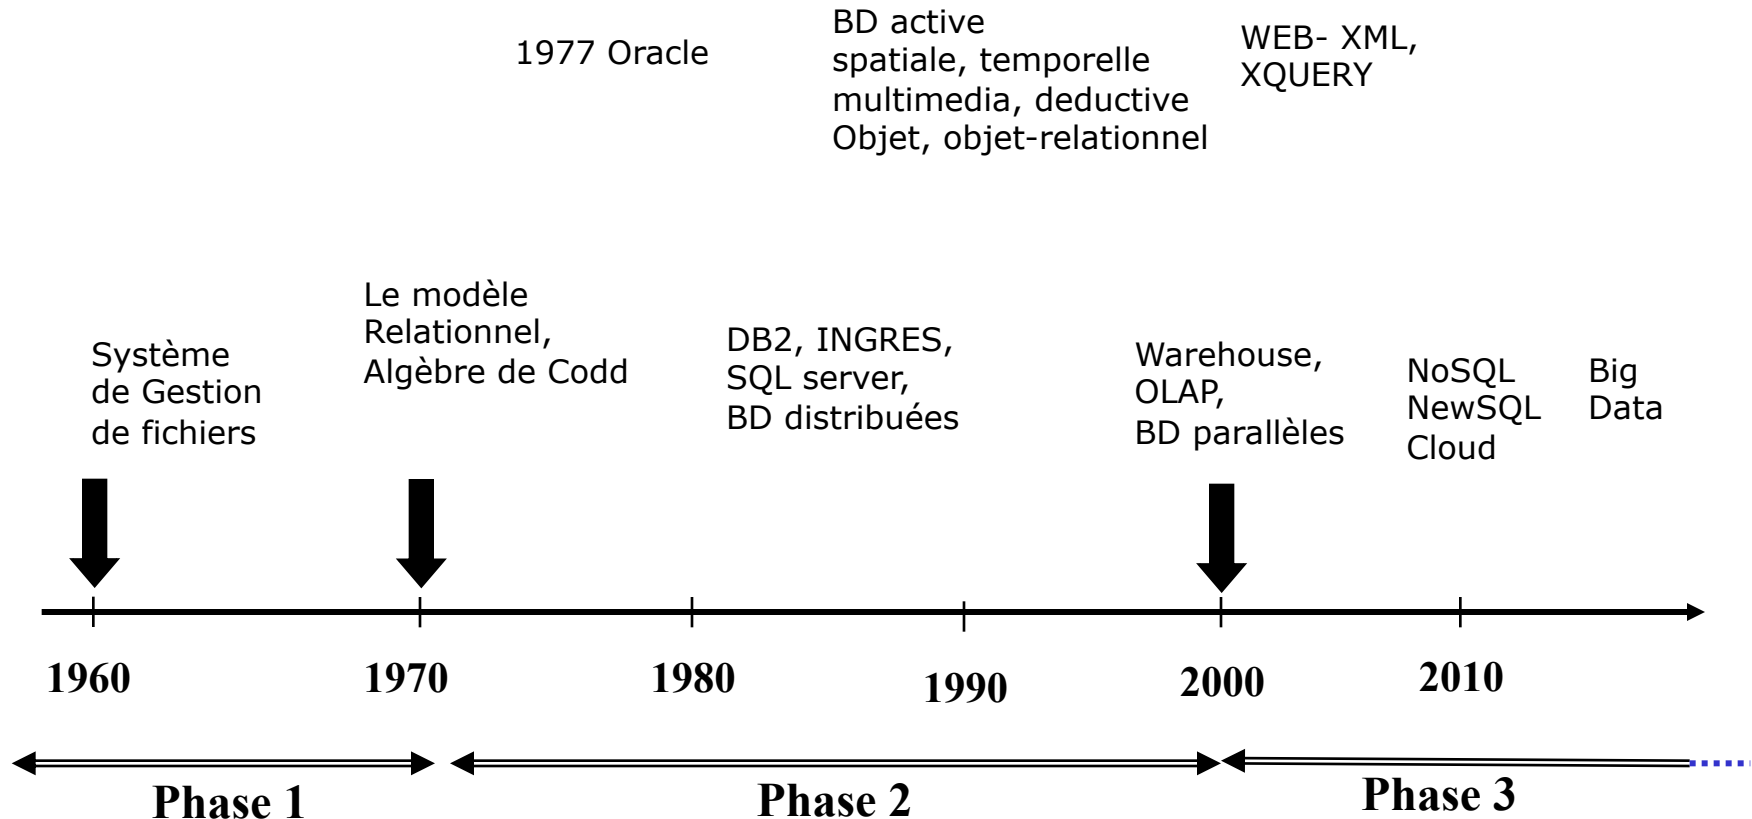 1977 Oracle
BD active
spatiale, temporelle
multimedia, deductive
Objet, objet-relationnel
WEB- XML,
XQUERY
Système
de Gestion
de fichiers
Le modèle
Relationnel,
Algèbre de Codd
DB2, INGRES,
SQL server,
BD distribuées
Warehouse,
OLAP,
BD parallèles
NoSQL
NewSQL
Cloud
Big
Data
1960
1970
1980
1990
2000
2010
Phase 1
Phase 2
Phase 3